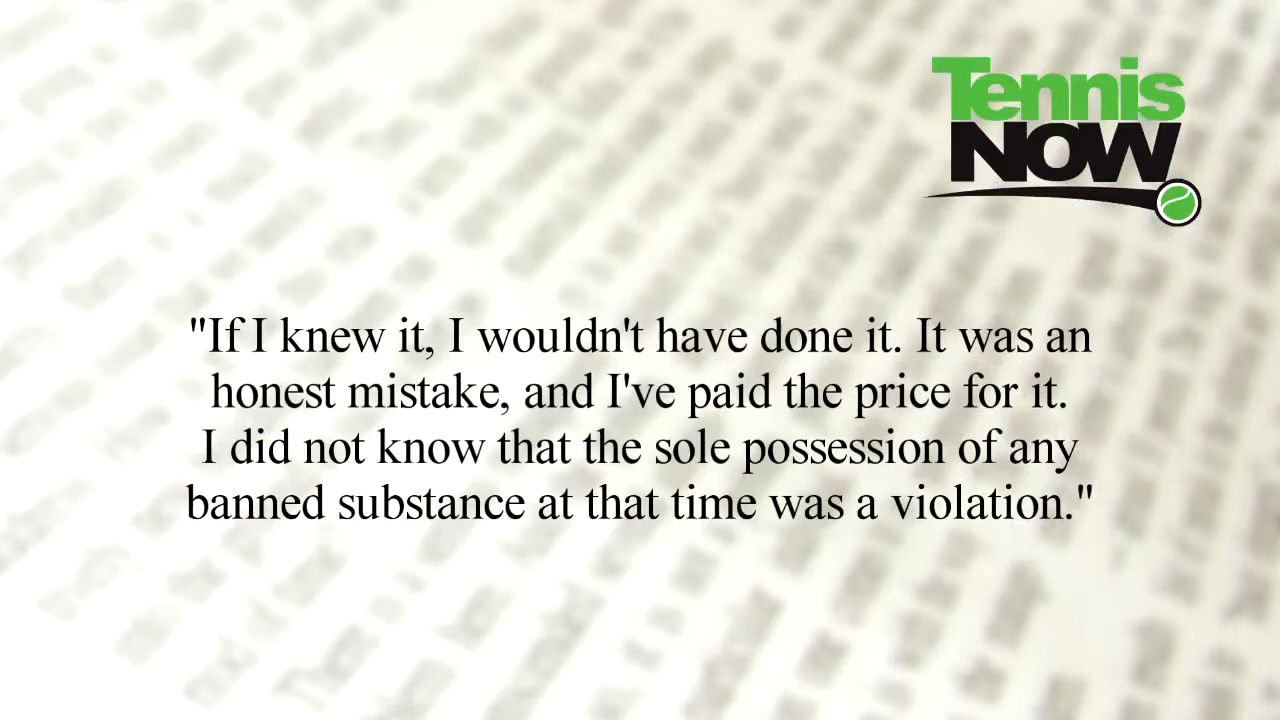 Tennis
NOW
"If I knew it, I wouldn't have done it. It was an
honest mistake, and I've paid the price for it.
I did not know that the sole possession of any
banned substance at that time was a violation."